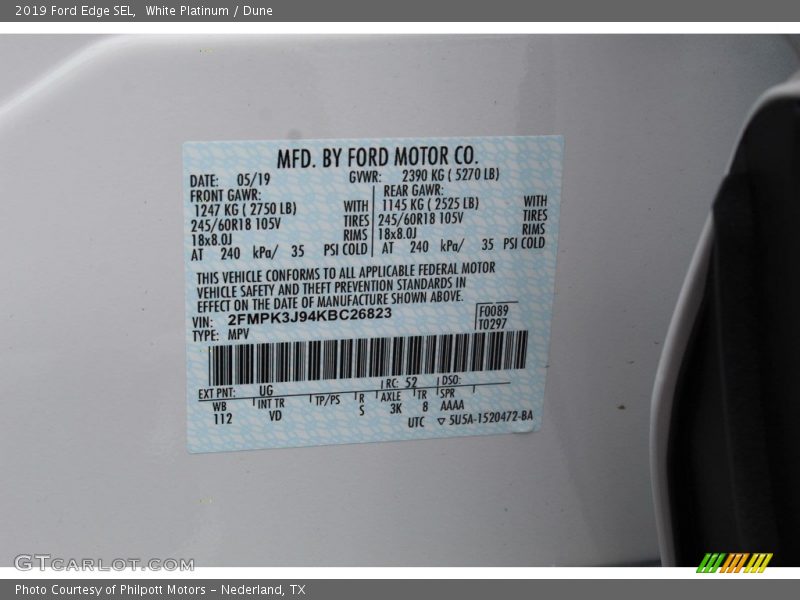 2019 Ford Edge SEL, White Platinum / Dune
MFD. BY FORD MOTOR CO.
DATE: 05/19 GVWR: 2390 KG ( 5270 LB)
FRONT GAWR: REAR GAWR:
1247 KG ( 2750 LB) WITH 1145 KG ( 2525 LB) WITH
245/60R18 105V TIRES 245/60R18 105V TIRES
18x8.0J RIMS 18x8.0J RIMS
AT 240 kPa/ 35 PSI COLD AT 240 kPa/ 35 PSI COLD
THIS VEHICLE CONFORMS TO ALL APPLICABLE FEDERAL MOTOR
VEHICLE SAFETY AND THEFT PREVENTION STANDARDS IN
EFFECT ON THE DATE OF MANUFACTURE SHOWN ABOVE.
VIN: 2FMPK3J94KBC26823 F0089
TYPE: MPV T0297
EXT PNT: UG RC: 52 DSO:
WB INT TR TP/PS R AXLE TR SPR
112 VD S 3K 8 AAAA
UTC ▽ 5U5A-1520472-BA
GTcarlot.com
Photo Courtesy of Philpott Motors – Nederland, TX